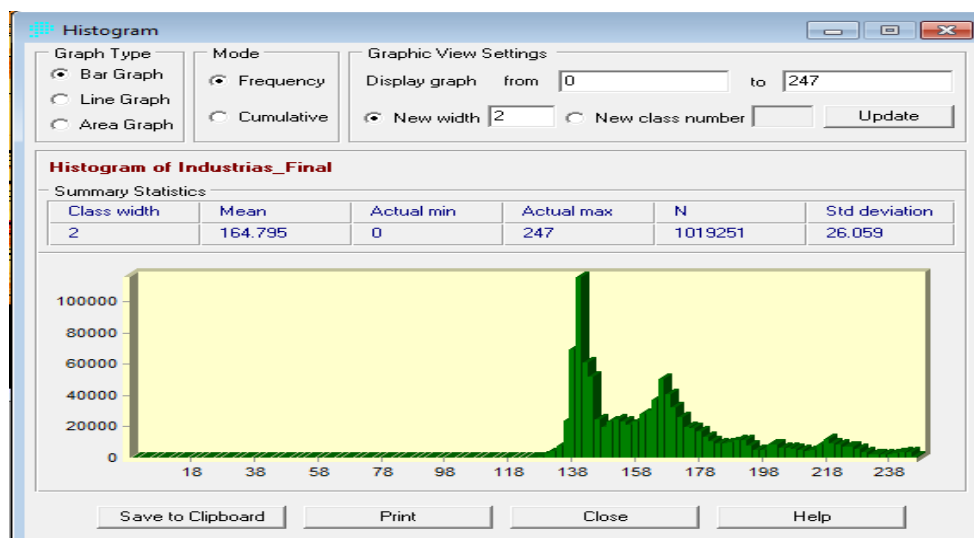 Histogram
Graph Type
Mode
Graphic View Settings
Bar Graph
Line Graph
Area Graph
Frequency
Cumulative
Display graph from 0 to 247
New width 2 New class number Update
Histogram of Industrias_Final
Summary Statistics
Class width Mean Actual min Actual max N Std deviation
2 164.795 0 247 1019251 26.059
100000
80000
60000
40000
20000
0
18 38 58 78 98 118 138 158 178 198 218 238
Save to Clipboard Print Close Help